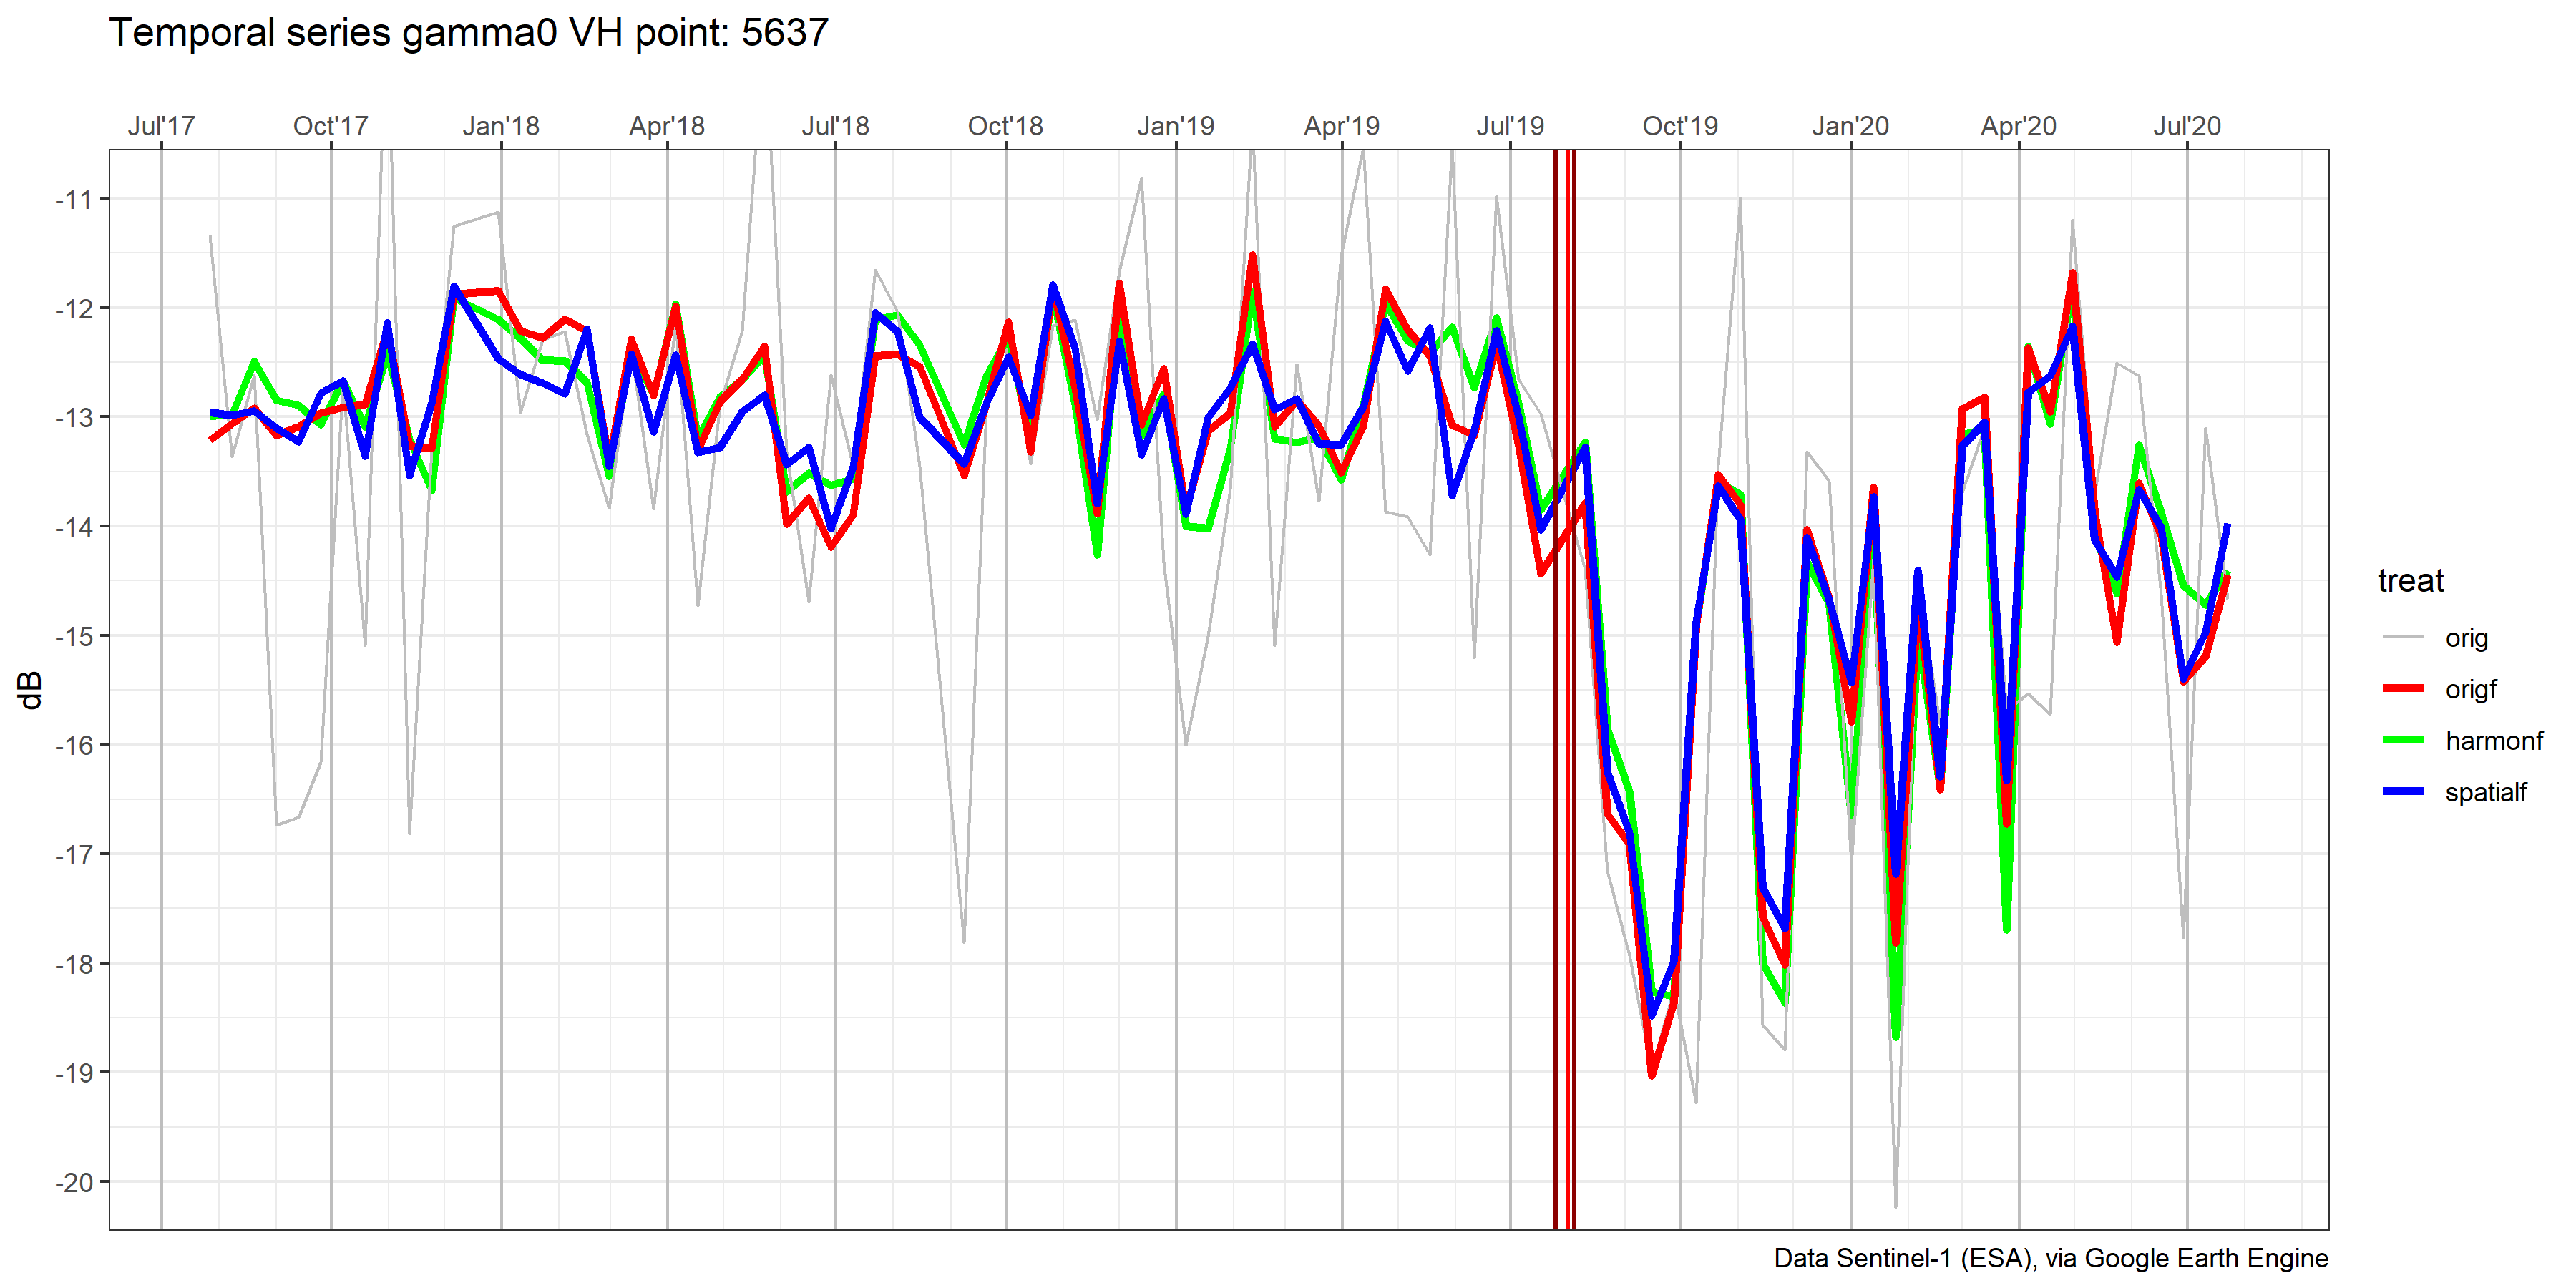 Temporal series gamma0 VH point: 5637
Jul'17 Oct'17 Jan'18 Apr'18 Jul'18 Oct'18 Jan'19 Apr'19 Jul'19 Oct'19 Jan'20 Apr'20 Jul'20
-11
-12
-13
-14
-15
-16
-17
-18
-19
-20
dB
treat
orig
origf
harmonf
spatialf
Data Sentinel-1 (ESA), via Google Earth Engine